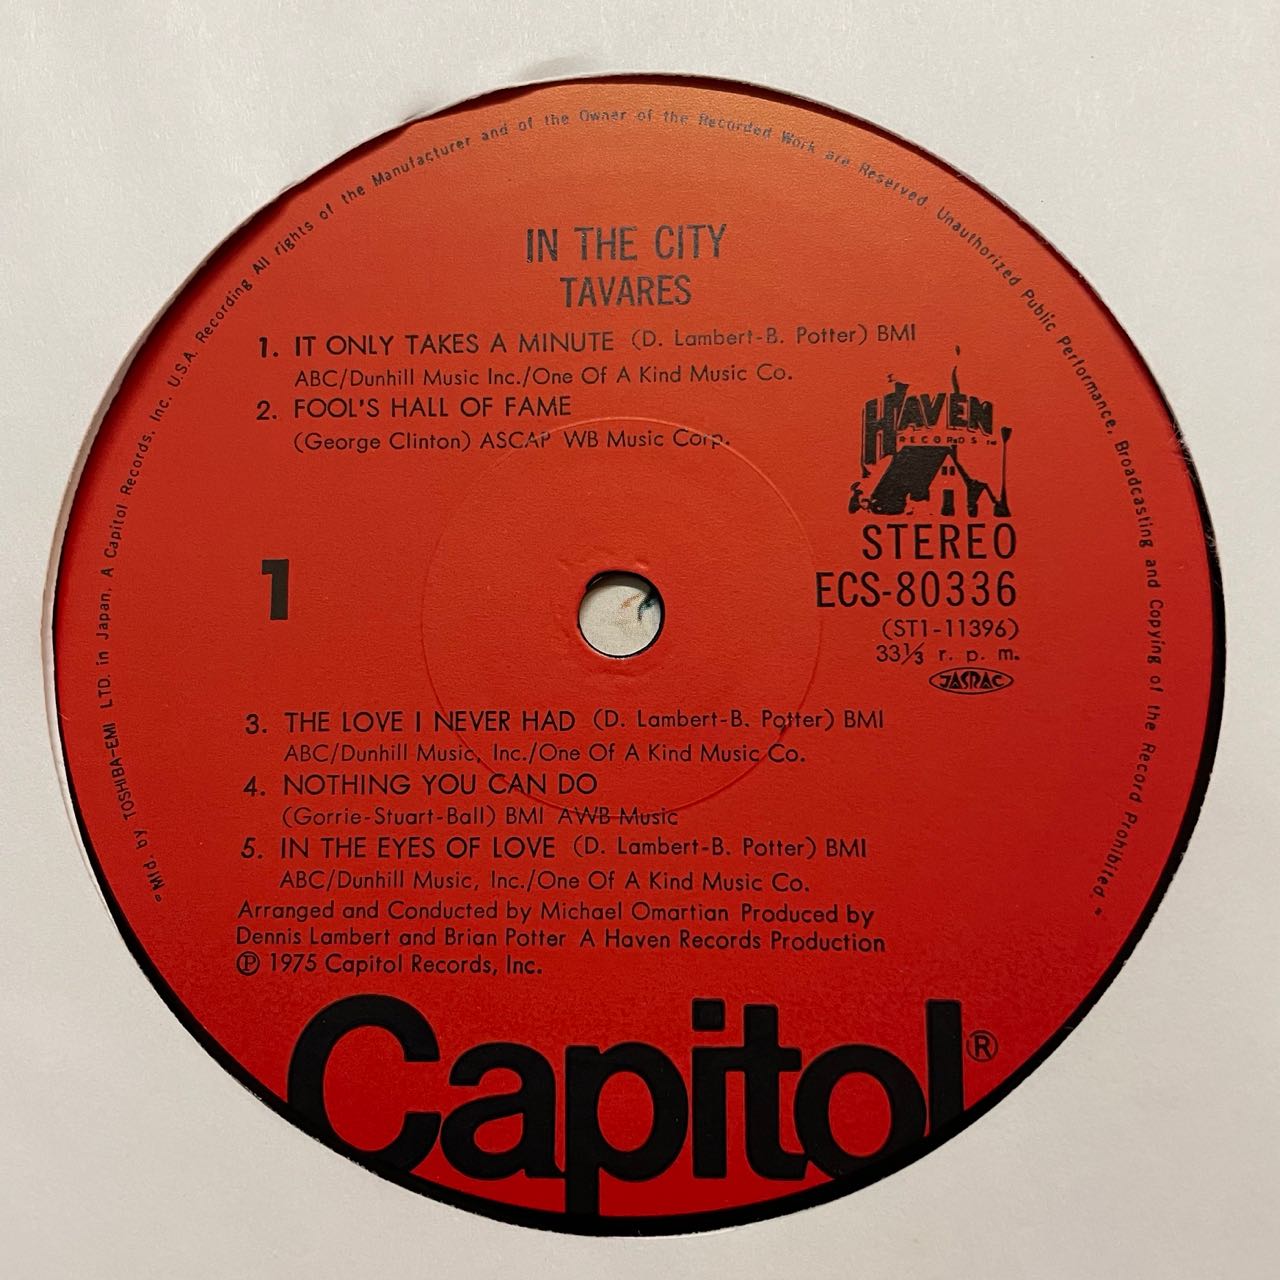 "Mfd. by TOSHIBA-EMI LTD. in Japan, A Capitol Records, Inc. U.S.A. Recording All rights of the Manufacturer and of the Owner of the Recorded Work are Reserved. Unauthorized Public Performance, Broadcasting and Copying of the Record Prohibited."
IN THE CITY
TAVARES
1. IT ONLY TAKES A MINUTE (D. Lambert-B. Potter) BMI
ABC/Dunhill Music Inc./One Of A Kind Music Co.
2. FOOL'S HALL OF FAME
(George Clinton) ASCAP WB Music Corp.
HAVEN
RECORDS TM
STEREO
1
ECS-80336
(ST1-11396)
33⅓ r. p. m.
JASRAC
3. THE LOVE I NEVER HAD (D. Lambert-B. Potter) BMI
ABC/Dunhill Music, Inc./One Of A Kind Music Co.
4. NOTHING YOU CAN DO
(Gorrie-Stuart-Ball) BMI AWB Music
5. IN THE EYES OF LOVE (D. Lambert-B. Potter) BMI
ABC/Dunhill Music, Inc./One Of A Kind Music Co.
Arranged and Conducted by Michael Omartian Produced by
Dennis Lambert and Brian Potter A Haven Records Production
℗ 1975 Capitol Records, Inc.
Capitol®